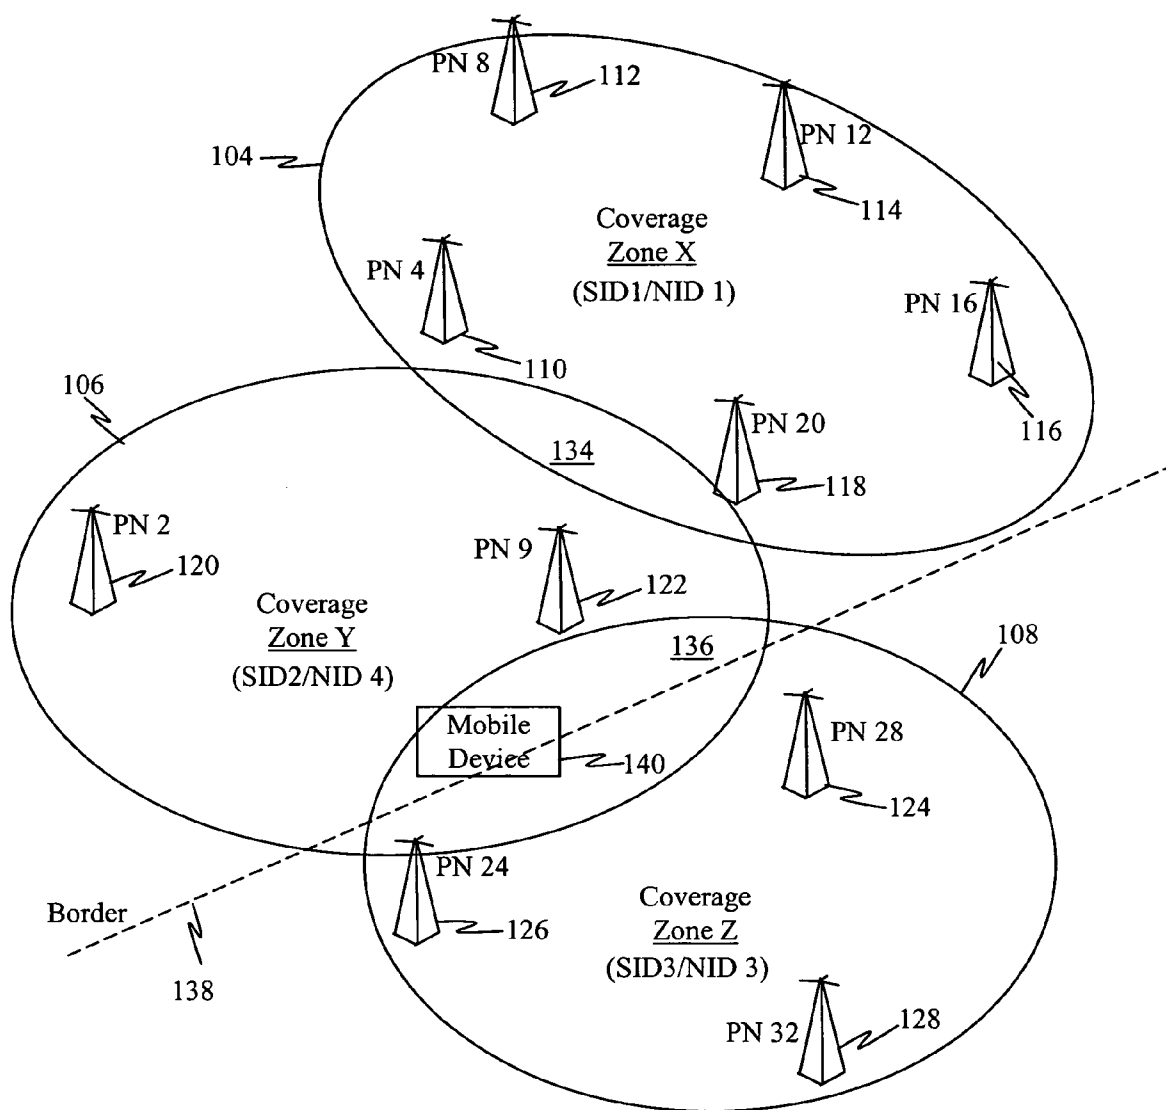 PN 8
112
PN 12
104
114
Coverage
Zone X
(SID1/NID 1)
PN 4
PN 16
110
106
116
PN 20
134
118
PN 2
PN 9
120
122
Coverage
Zone Y
(SID2/NID 4)
136
108
Mobile
Device
PN 28
140
124
PN 24
Border
Coverage
Zone Z
(SID3/NID 3)
126
138
PN 32
128